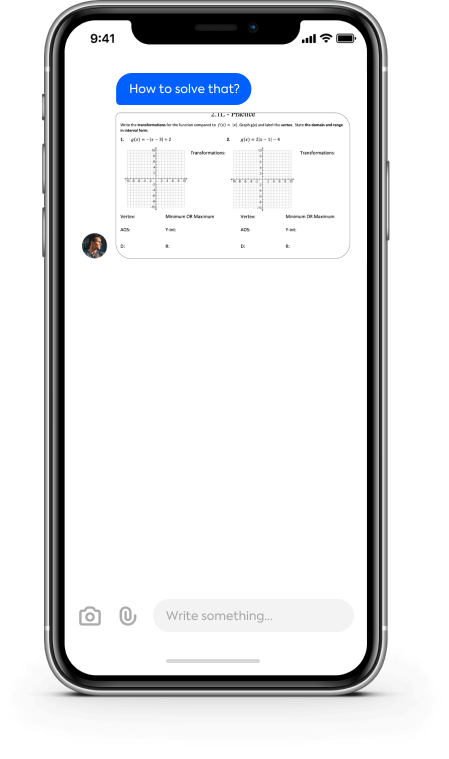 9:41
How to solve that?
2.1L - Practice
Write the transformations for the function compared to f(x) = |x|. Graph g(x) and label the vertex. State the domain and range
in interval form.
1. g(x) = -|x - 3| + 2 2. g(x) = 2|x - 1| - 4
Transformations: Transformations:
Vertex: Minimum OR Maximum Vertex: Minimum OR Maximum
AOS: Y-int: AOS: Y-int:
D: R: D: R:
Write something...